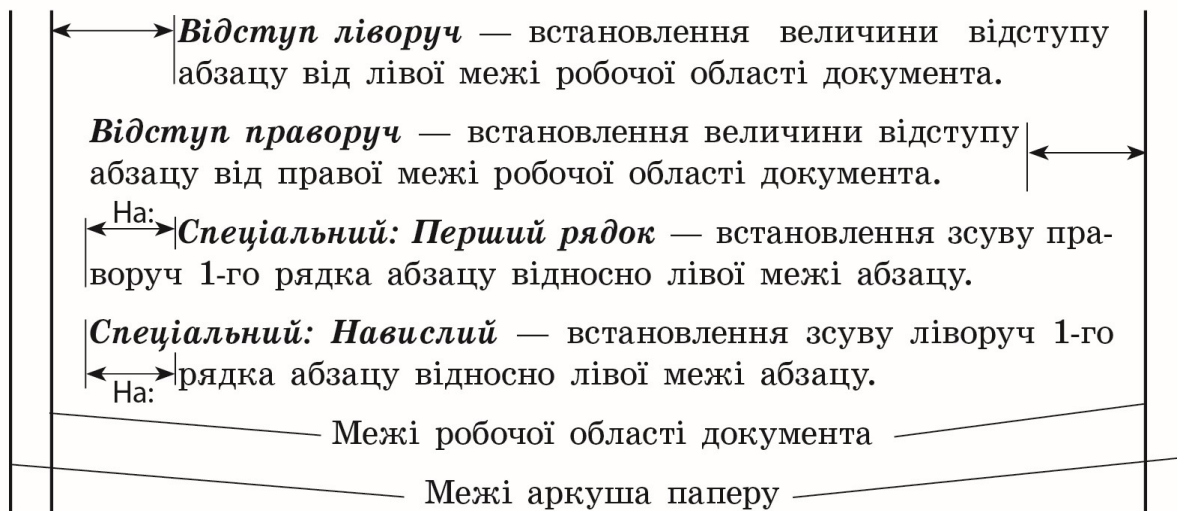 Відступ ліворуч — встановлення величини відступу
абзацу від лівої межі робочої області документа.
Відступ праворуч — встановлення величини відступу
абзацу від правої межі робочої області документа.
На:
Спеціальний: Перший рядок — встановлення зсуву пра-
воруч 1-го рядка абзацу відносно лівої межі абзацу.
Спеціальний: Навислий — встановлення зсуву ліворуч 1-го
рядка абзацу відносно лівої межі абзацу.
На:
Межі робочої області документа
Межі аркуша паперу